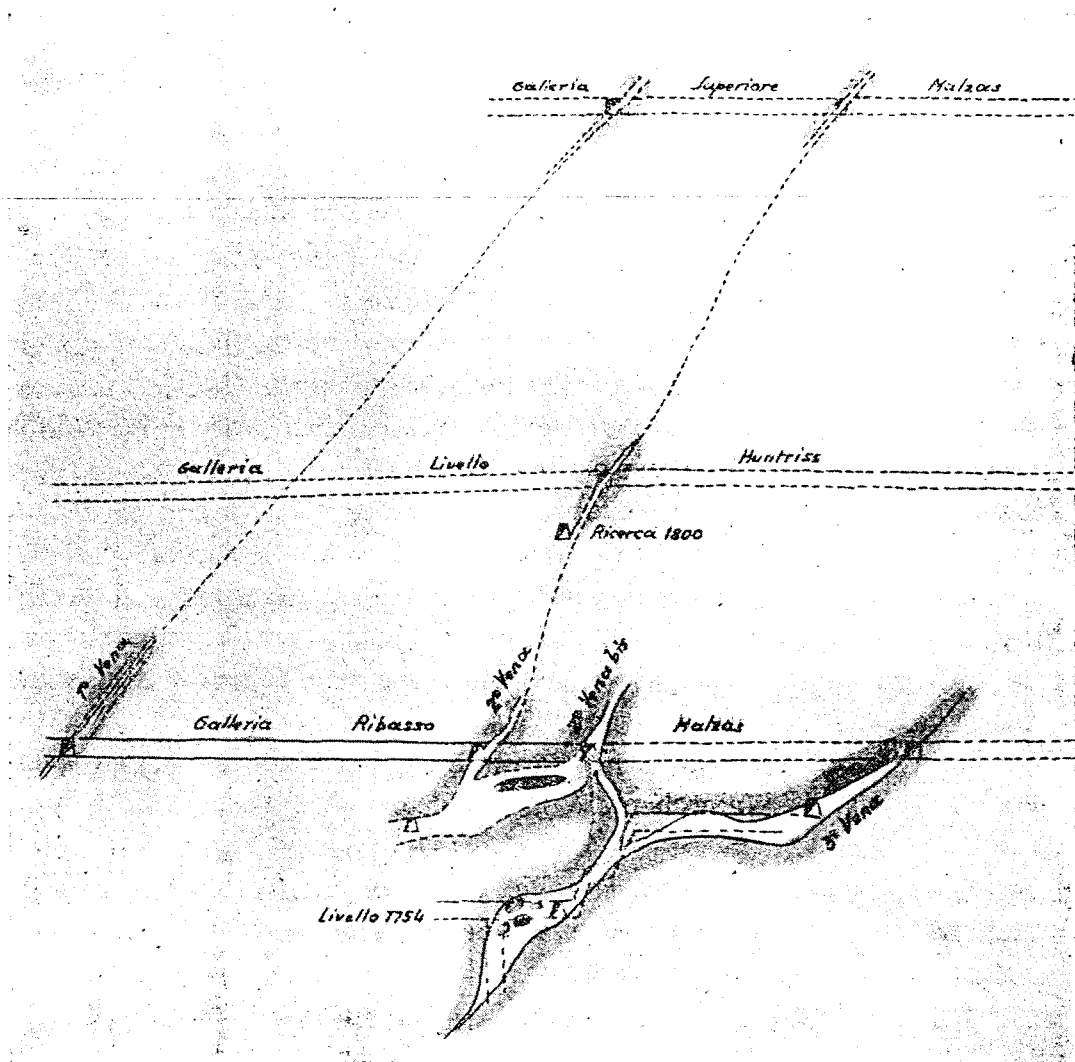 Galleria Superiore Malzas
Galleria Livello Huntriss
Ricerca 1800
1a Vena
2a Vena
2a Vena bis
Galleria Ribasso Malzas
3a Vena
Livello 1754